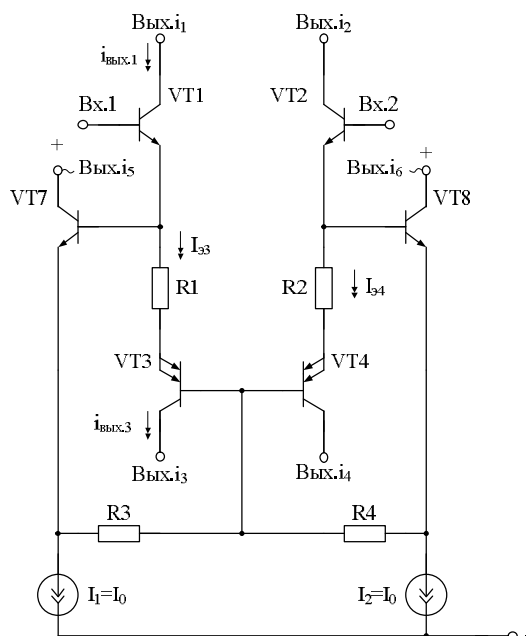 Вых.i₁ Вых.i₂
iвых.1
VT1 VT2
Вх.1 Вх.2
+ Вых.i₅ Вых.i₆ +
VT7 VT8
Iэ3
R1 R2 Iэ4
VT3 VT4
iвых.3
Вых.i₃ Вых.i₄
R3 R4
I₁=I₀ I₂=I₀